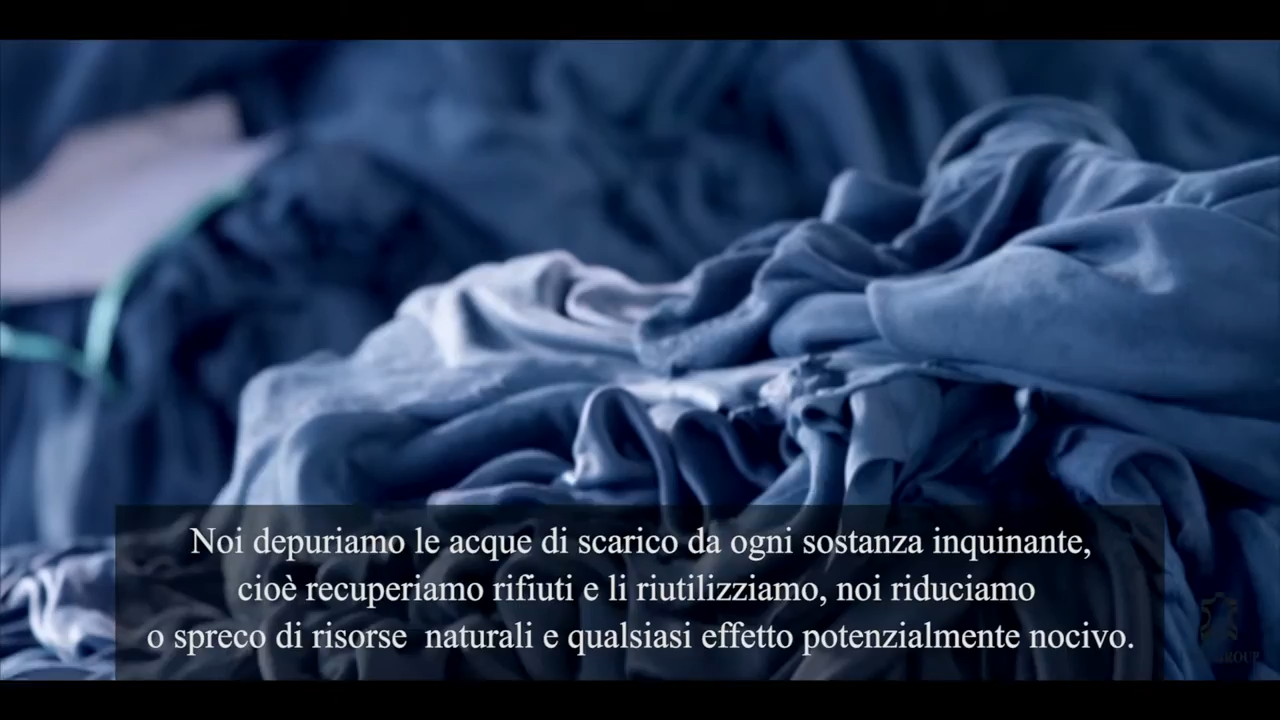 Noi depuriamo le acque di scarico da ogni sostanza inquinante,
cioè recuperiamo rifiuti e li riutilizziamo, noi riduciamo
o spreco di risorse  naturali e qualsiasi effetto potenzialmente nocivo.